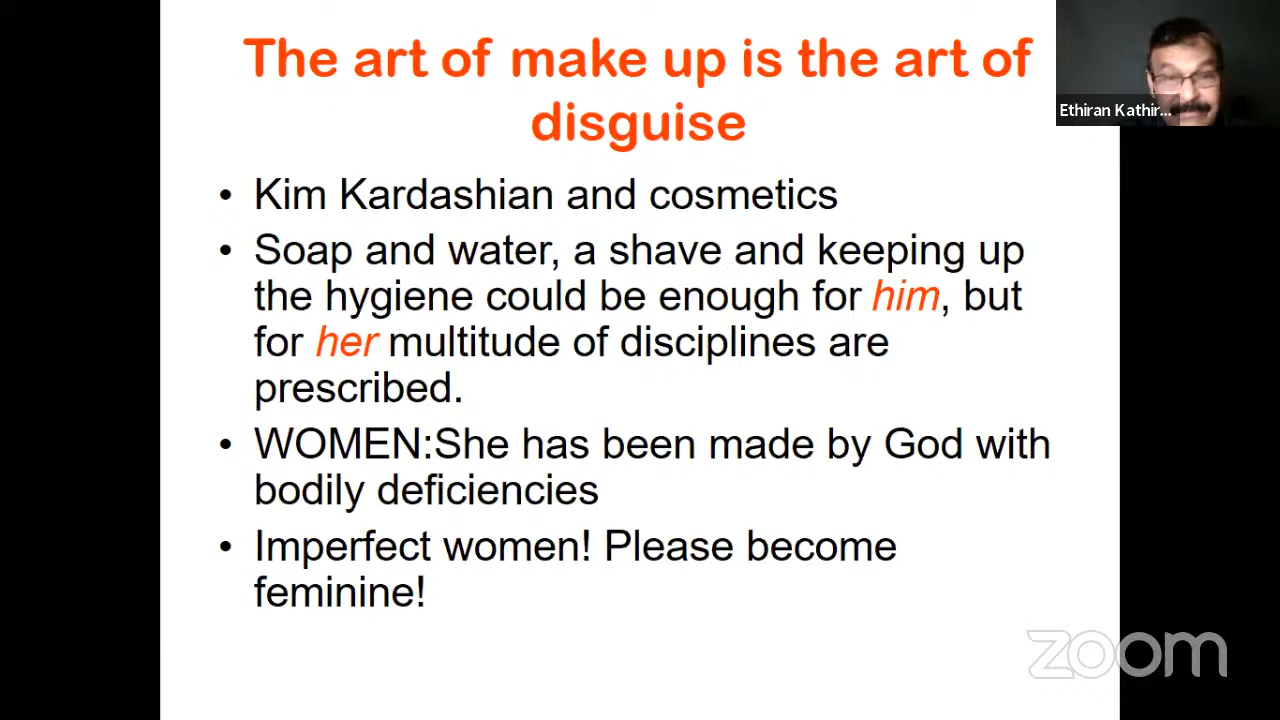 The art of make up is the art of
disguise
Ethiran Kathir...
• Kim Kardashian and cosmetics
• Soap and water, a shave and keeping up
the hygiene could be enough for him, but
for her multitude of disciplines are
prescribed.
• WOMEN:She has been made by God with
bodily deficiencies
• Imperfect women! Please become
feminine!
zoom